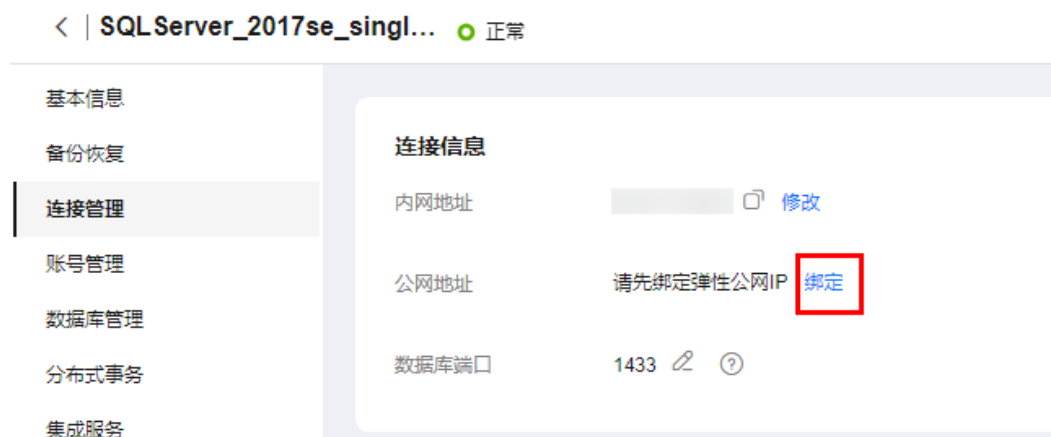 SQLServer_2017se_singl... 正常
基本信息
备份恢复
连接管理
账号管理
数据库管理
分布式事务
集成服务
连接信息
内网地址 修改
公网地址 请先绑定弹性公网IP 绑定
数据库端口 1433